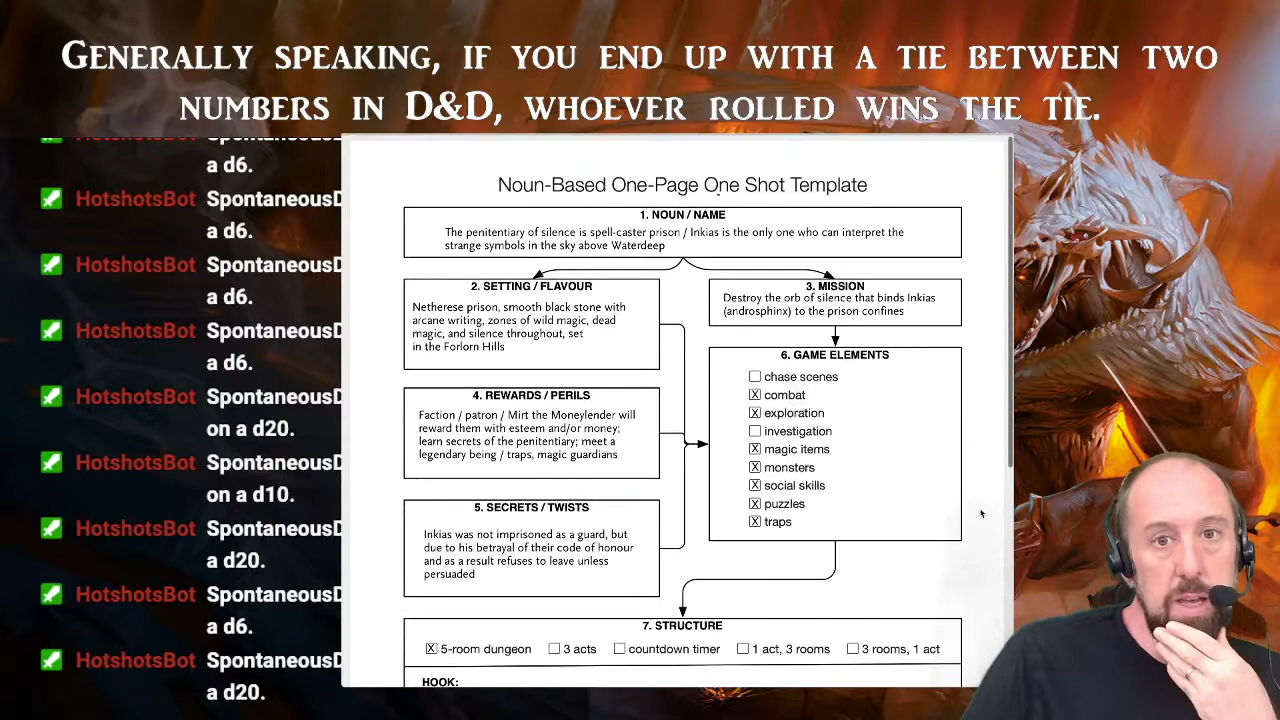 Generally speaking, if you end up with a tie between two
numbers in D&D, whoever rolled wins the tie.
a d6.
HotshotsBot
a d6.
HotshotsBot
a d6.
HotshotsBot
a d6.
HotshotsBot
on a d20.
HotshotsBot
on a d10.
HotshotsBot
a d20.
HotshotsBot
a d6.
HotshotsBot
a d20.
Noun-Based One-Page One Shot Template
1. NOUN / NAME
The penitentiary of silence is spell-caster prison / Inkias is the only one who can interpret the
strange symbols in the sky above Waterdeep
2. SETTING / FLAVOUR
Netherese prison, smooth black stone with
arcane writing, zones of wild magic, dead
magic, and silence throughout, set
in the Forlorn Hills
3. MISSION
Destroy the orb of silence that binds Inkias
(androsphinx) to the prison confines
4. REWARDS / PERILS
Faction / patron / Mirt the Moneylender will
reward them with esteem and/or money;
learn secrets of the penitentiary; meet a
legendary being / traps, magic guardians
5. SECRETS / TWISTS
Inkias was not imprisoned as a guard, but
due to his betrayal of their code of honour
and as a result refuses to leave unless
persuaded
6. GAME ELEMENTS
chase scenes
X combat
X exploration
investigation
X magic items
X monsters
X social skills
X puzzles
X traps
7. STRUCTURE
X 5-room dungeon 3 acts countdown timer 1 act, 3 rooms 3 rooms, 1 act
HOOK: